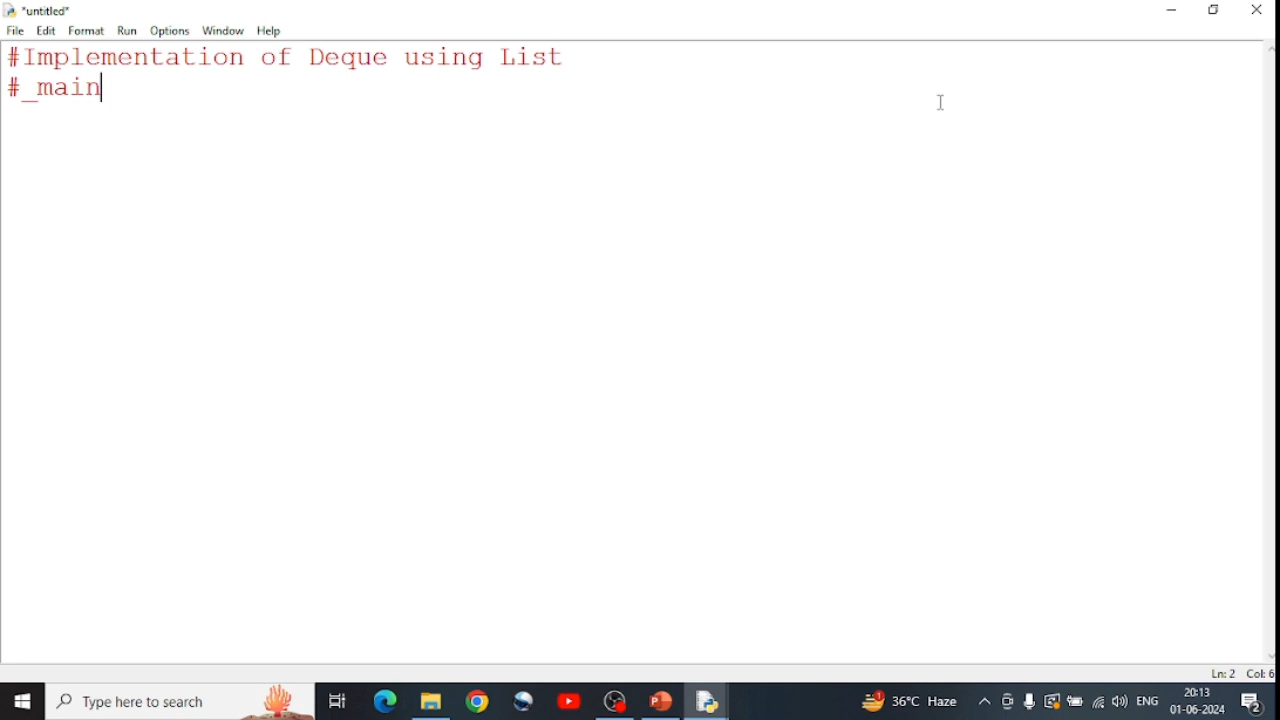 *untitled*
File Edit Format Run Options Window Help
#Implementation of Deque using List
#_main
Ln: 2 Col: 6
Type here to search
36°C Haze
ENG
20:13
01-06-2024
2